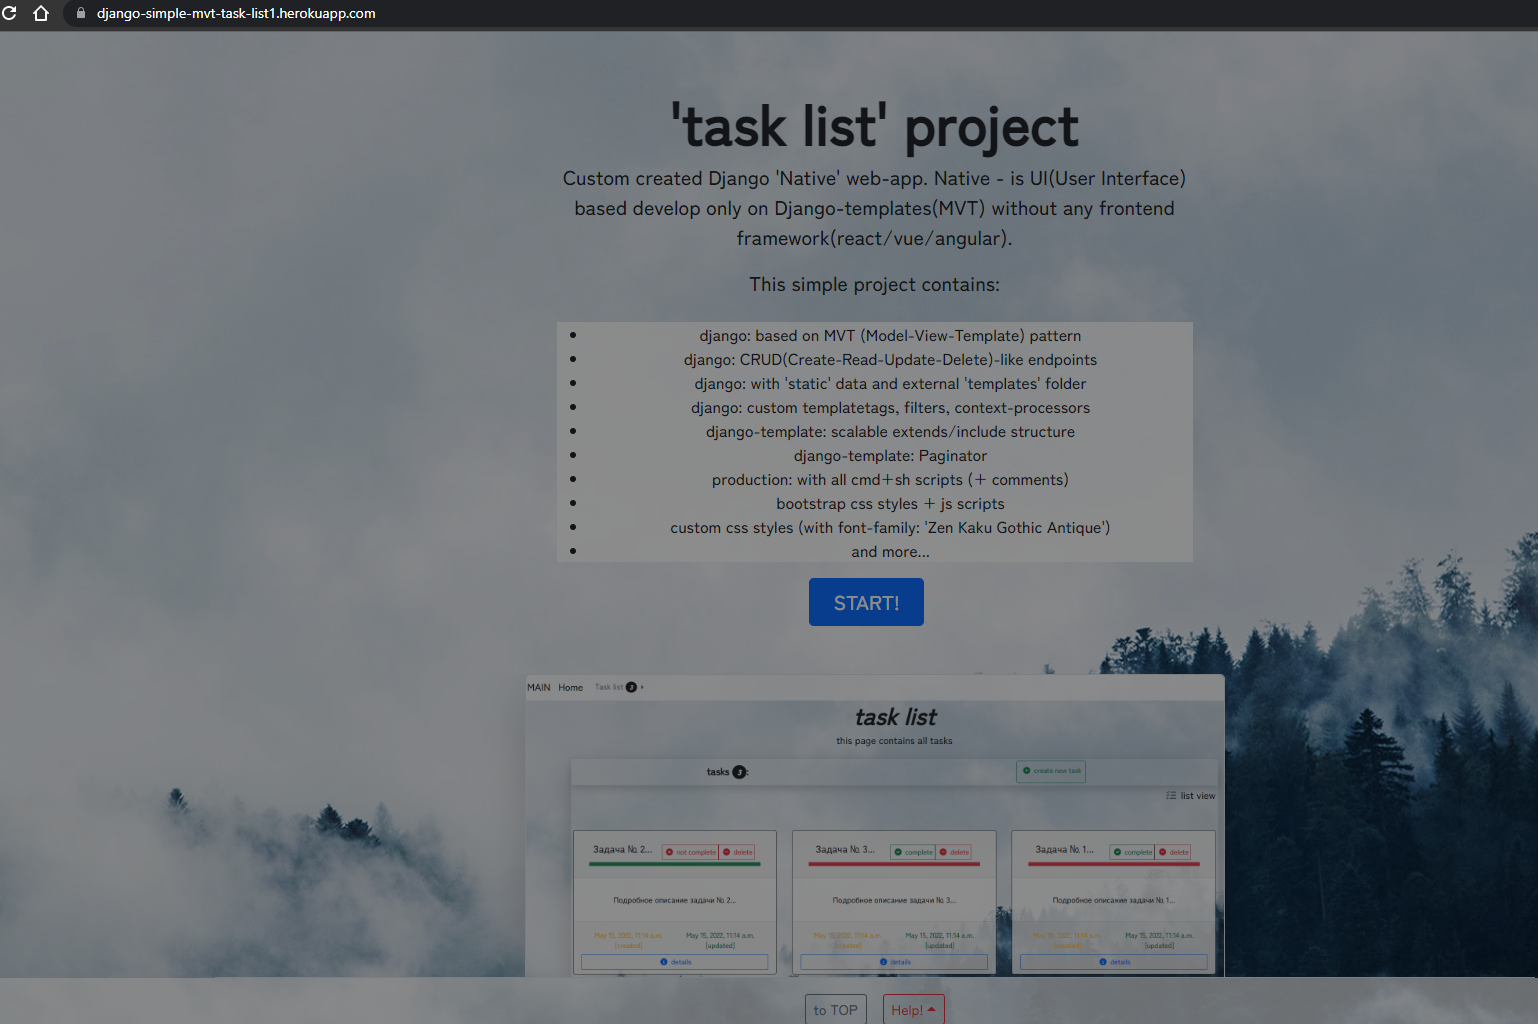 django-simple-mvt-task-list1.herokuapp.com
'task list' project
Custom created Django 'Native' web-app. Native - is UI(User Interface)
based develop only on Django-templates(MVT) without any frontend
framework(react/vue/angular).
This simple project contains:
django: based on MVT (Model-View-Template) pattern
django: CRUD(Create-Read-Update-Delete)-like endpoints
django: with 'static' data and external 'templates' folder
django: custom templatetags, filters, context-processors
django-template: scalable extends/include structure
django-template: Paginator
production: with all cmd+sh scripts (+ comments)
bootstrap css styles + js scripts
custom css styles (with font-family: 'Zen Kaku Gothic Antique')
and more...
START!
MAIN Home Task list 3
task list
this page contains all tasks
tasks 3: create new task
list view
Задача № 2... not complete delete Задача № 3... complete delete Задача № 1... complete delete
Подробное описание задачи № 2... Подробное описание задачи № 3... Подробное описание задачи № 1...
May 15, 2022, 11:14 a.m. May 15, 2022, 11:14 a.m. May 15, 2022, 11:14 a.m. May 15, 2022, 11:14 a.m. May 15, 2022, 11:14 a.m. May 15, 2022, 11:14 a.m.
[created] [updated] [created] [updated] [created] [updated]
details details details
to TOP Help!